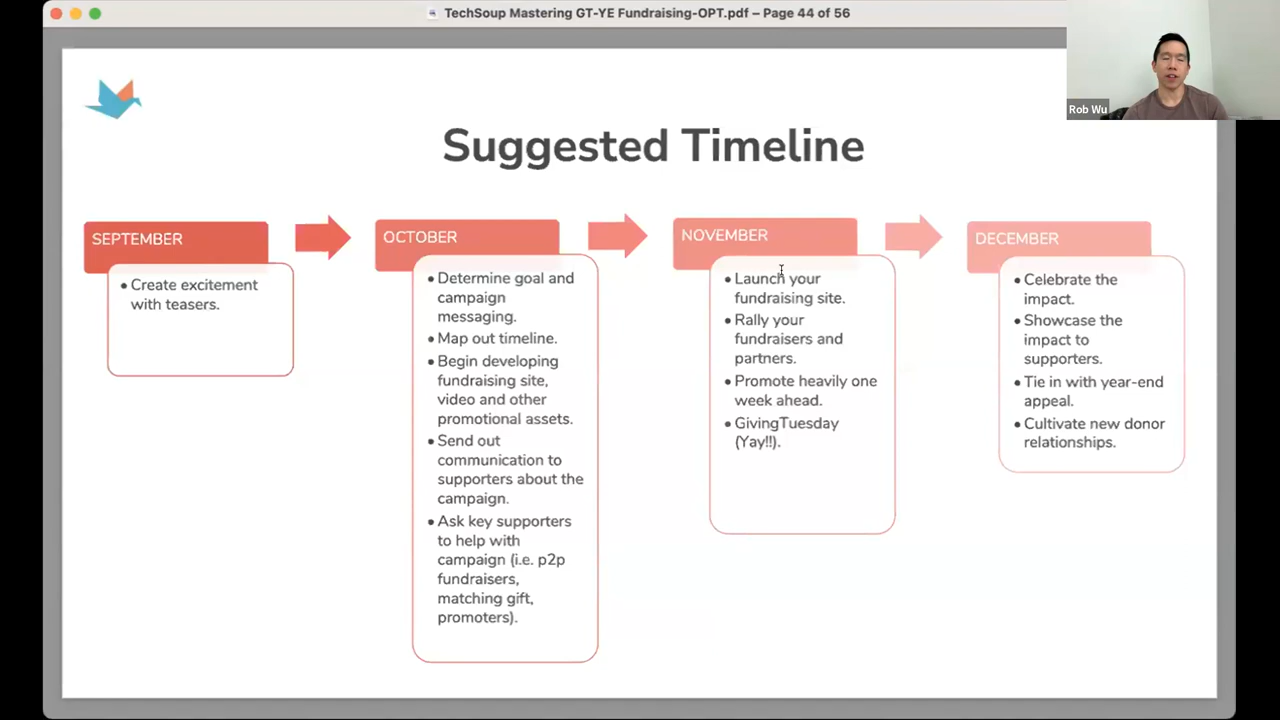 TechSoup Mastering GT-YE Fundraising-OPT.pdf – Page 44 of 56
Rob Wu
Suggested Timeline
SEPTEMBER
• Create excitement
with teasers.
OCTOBER
• Determine goal and
campaign
messaging.
• Map out timeline.
• Begin developing
fundraising site,
video and other
promotional assets.
• Send out
communication to
supporters about the
campaign.
• Ask key supporters
to help with
campaign (i.e. p2p
fundraisers,
matching gift,
promoters).
NOVEMBER
• Launch your
fundraising site.
• Rally your
fundraisers and
partners.
• Promote heavily one
week ahead.
• GivingTuesday
(Yay!!).
DECEMBER
• Celebrate the
impact.
• Showcase the
impact to
supporters.
• Tie in with year-end
appeal.
• Cultivate new donor
relationships.